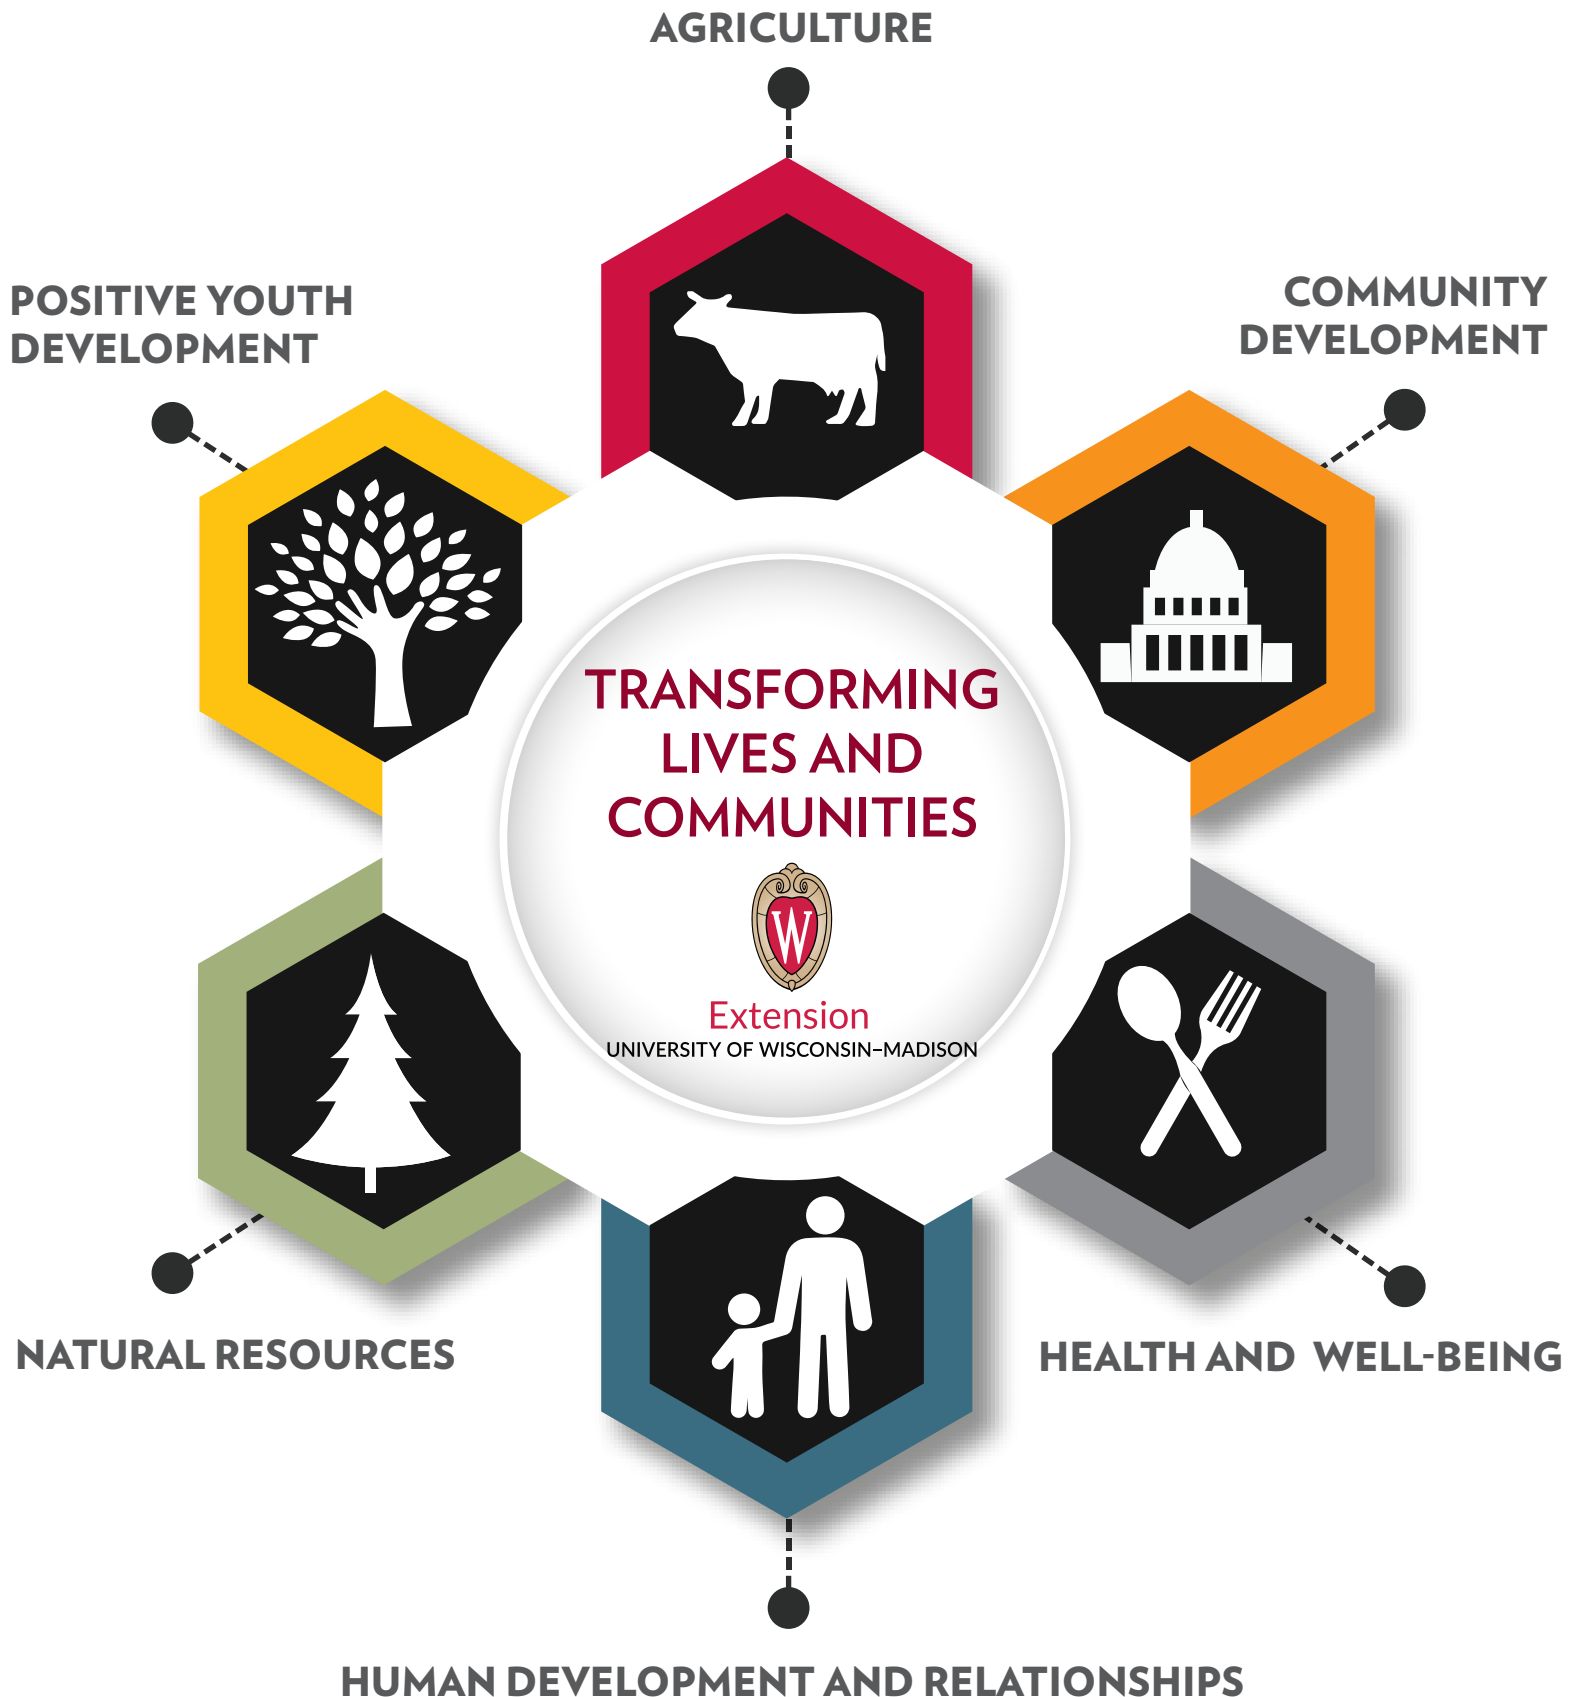 AGRICULTURE
POSITIVE YOUTH
DEVELOPMENT
COMMUNITY
DEVELOPMENT
TRANSFORMING
LIVES AND
COMMUNITIES
W
Extension
UNIVERSITY OF WISCONSIN–MADISON
NATURAL RESOURCES
HEALTH AND WELL-BEING
HUMAN DEVELOPMENT AND RELATIONSHIPS